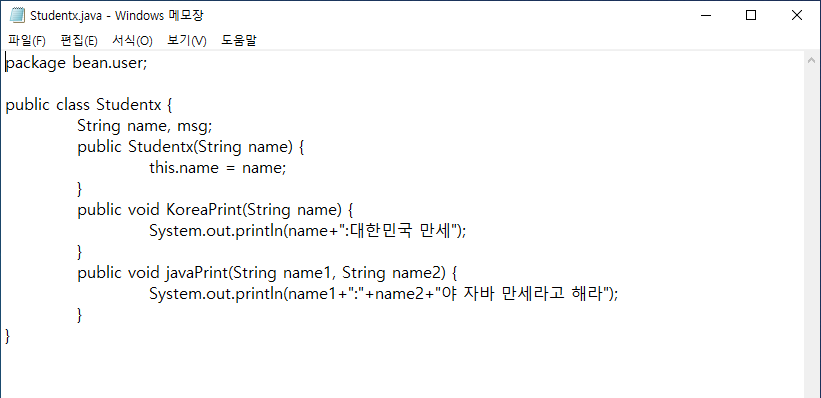 Studentx.java - Windows 메모장
파일(F) 편집(E) 서식(O) 보기(V) 도움말
package bean.user;

public class Studentx {
	String name, msg;
	public Studentx(String name) {
		this.name = name;
	}
	public void KoreaPrint(String name) {
		System.out.println(name+":대한민국 만세");
	}
	public void javaPrint(String name1, String name2) {
		System.out.println(name1+":"+name2+"야 자바 만세라고 해라");
	}
}